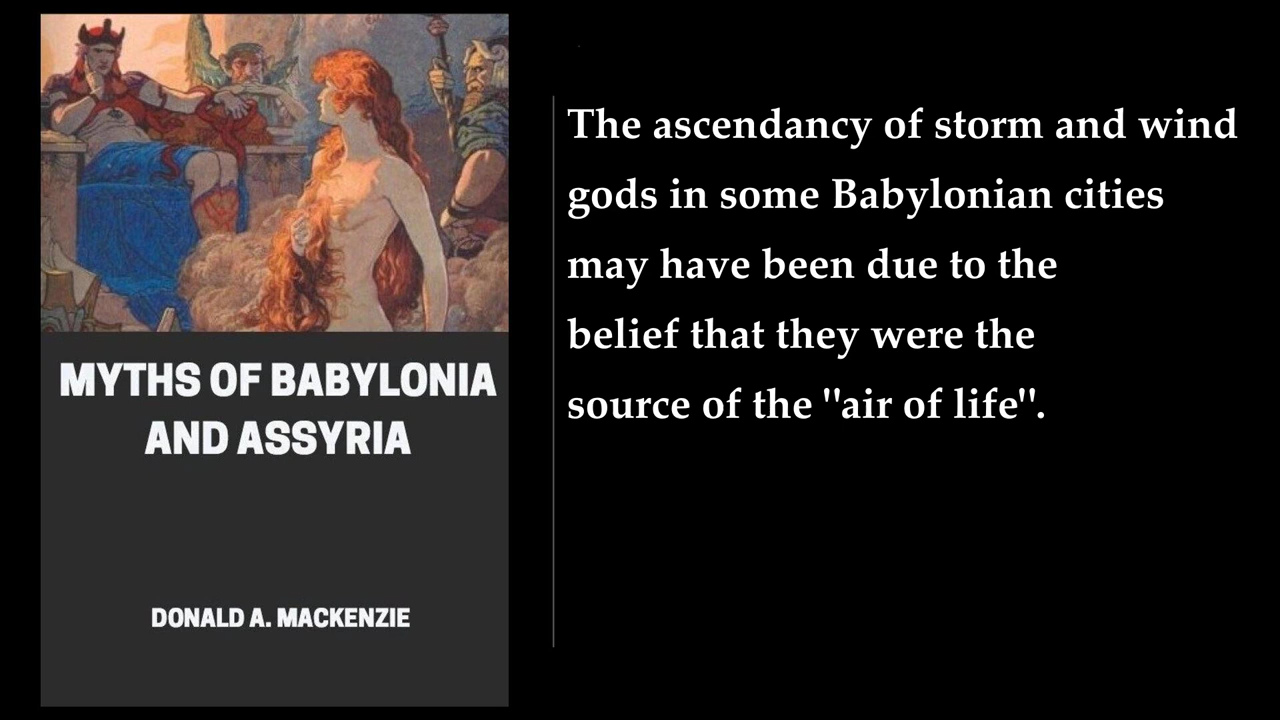 MYTHS OF BABYLONIA
AND ASSYRIA
DONALD A. MACKENZIE
The ascendancy of storm and wind
gods in some Babylonian cities
may have been due to the
belief that they were the
source of the "air of life".